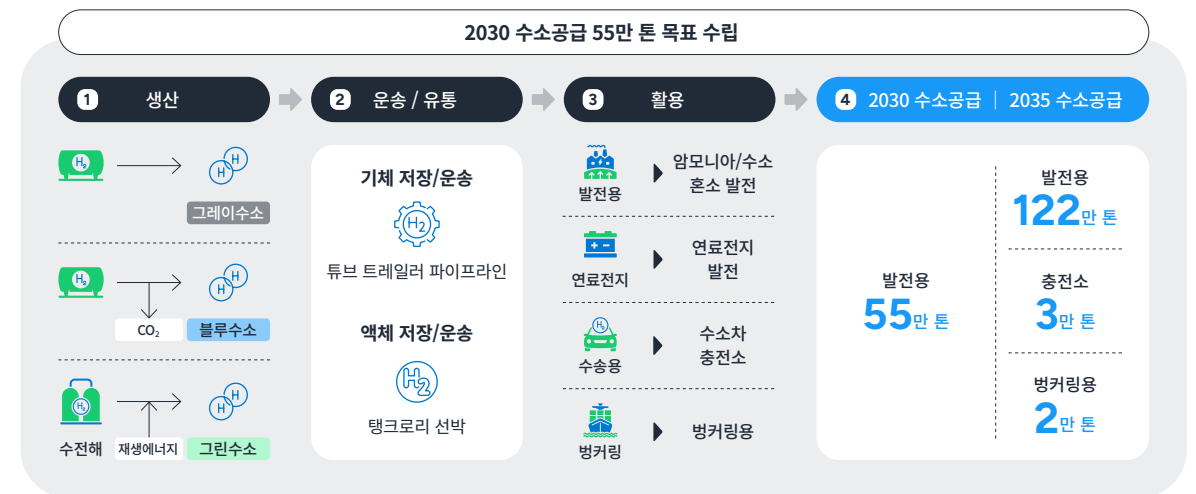 2030 수소공급 55만 톤 목표 수립
1 생산
2 운송 / 유통
3 활용
4 2030 수소공급 | 2035 수소공급
H₂
H H
그레이수소
H₂
H H
CO₂
블루수소
H₂
H H
수전해
재생에너지
그린수소
기체 저장/운송
H₂
튜브 트레일러 파이프라인
액체 저장/운송
H₂
탱크로리 선박
발전용
암모니아/수소
혼소 발전
연료전지
연료전지
발전
H₂
수송용
수소차
충전소
벙커링
벙커링용
발전용
55만 톤
발전용
122만 톤
충전소
3만 톤
벙커링용
2만 톤